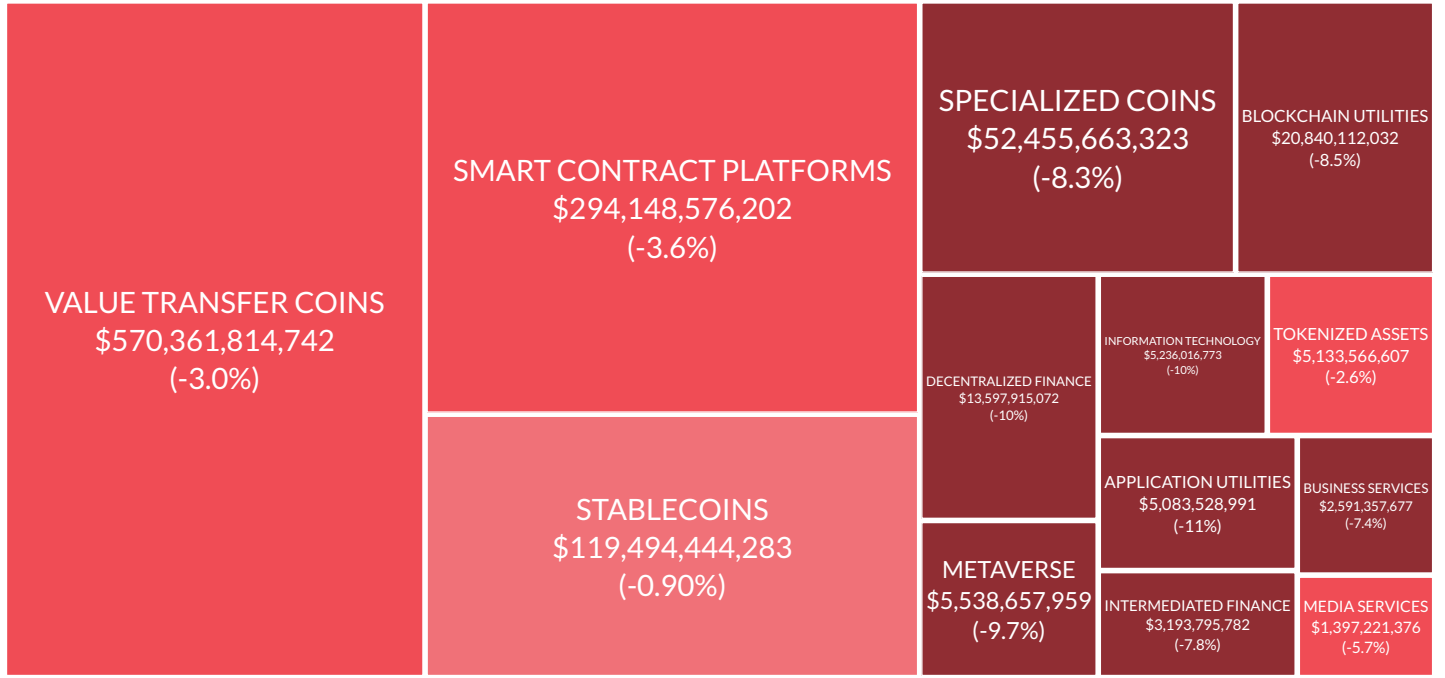 VALUE TRANSFER COINS
$570,361,814,742
(-3.0%)
SMART CONTRACT PLATFORMS
$294,148,576,202
(-3.6%)
STABLECOINS
$119,494,444,283
(-0.90%)
SPECIALIZED COINS
$52,455,663,323
(-8.3%)
BLOCKCHAIN UTILITIES
$20,840,112,032
(-8.5%)
DECENTRALIZED FINANCE
$13,597,915,072
(-10%)
METAVERSE
$5,538,657,959
(-9.7%)
INFORMATION TECHNOLOGY
$5,236,016,773
(-10%)
TOKENIZED ASSETS
$5,133,566,607
(-2.6%)
APPLICATION UTILITIES
$5,083,528,991
(-11%)
BUSINESS SERVICES
$2,591,357,677
(-7.4%)
INTERMEDIATED FINANCE
$3,193,795,782
(-7.8%)
MEDIA SERVICES
$1,397,221,376
(-5.7%)